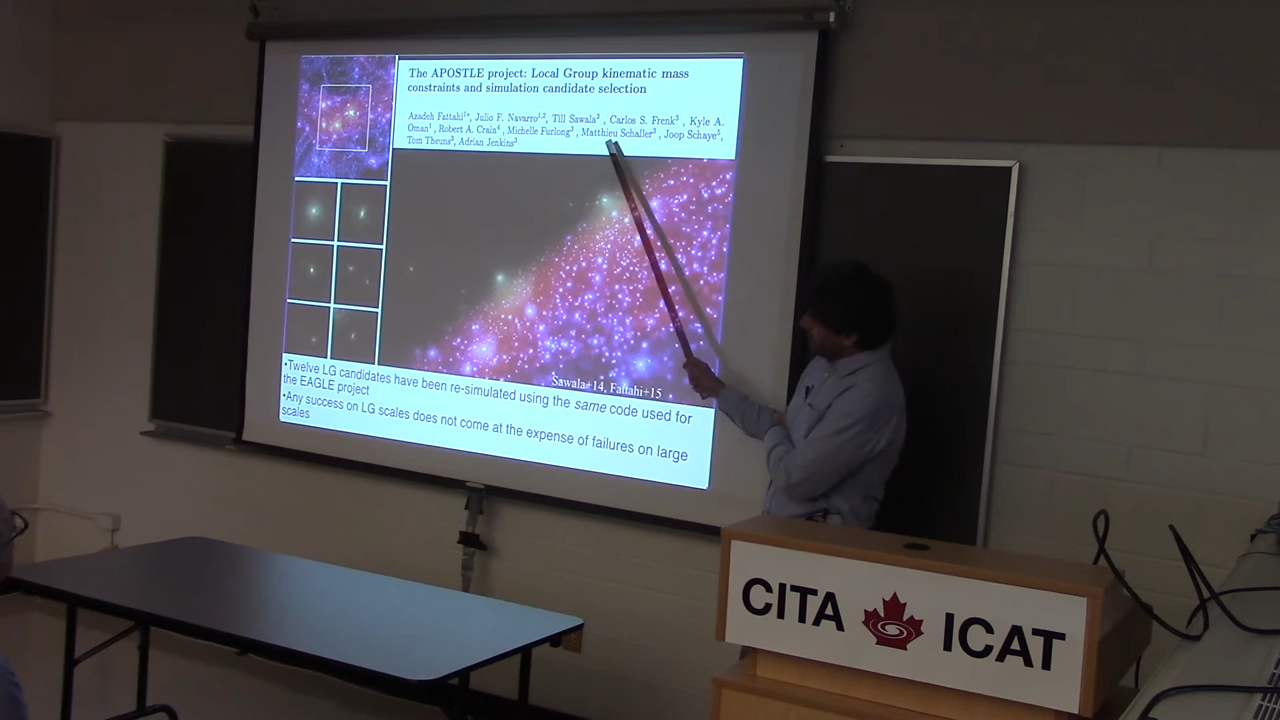 The APOSTLE project: Local Group kinematic mass
constraints and simulation candidate selection
Azadeh Fattahi¹*, Julio F. Navarro¹,², Till Sawala³, Carlos S. Frenk³, Kyle A.
Oman¹, Robert A. Crain⁴, Michelle Furlong³, Matthieu Schaller³, Joop Schaye⁵,
Tom Theuns³, Adrian Jenkins³
Sawala+14, Fattahi+15
•Twelve LG candidates have been re-simulated using the same code used for
the EAGLE project
•Any success on LG scales does not come at the expense of failures on large
scales
CITA ICAT